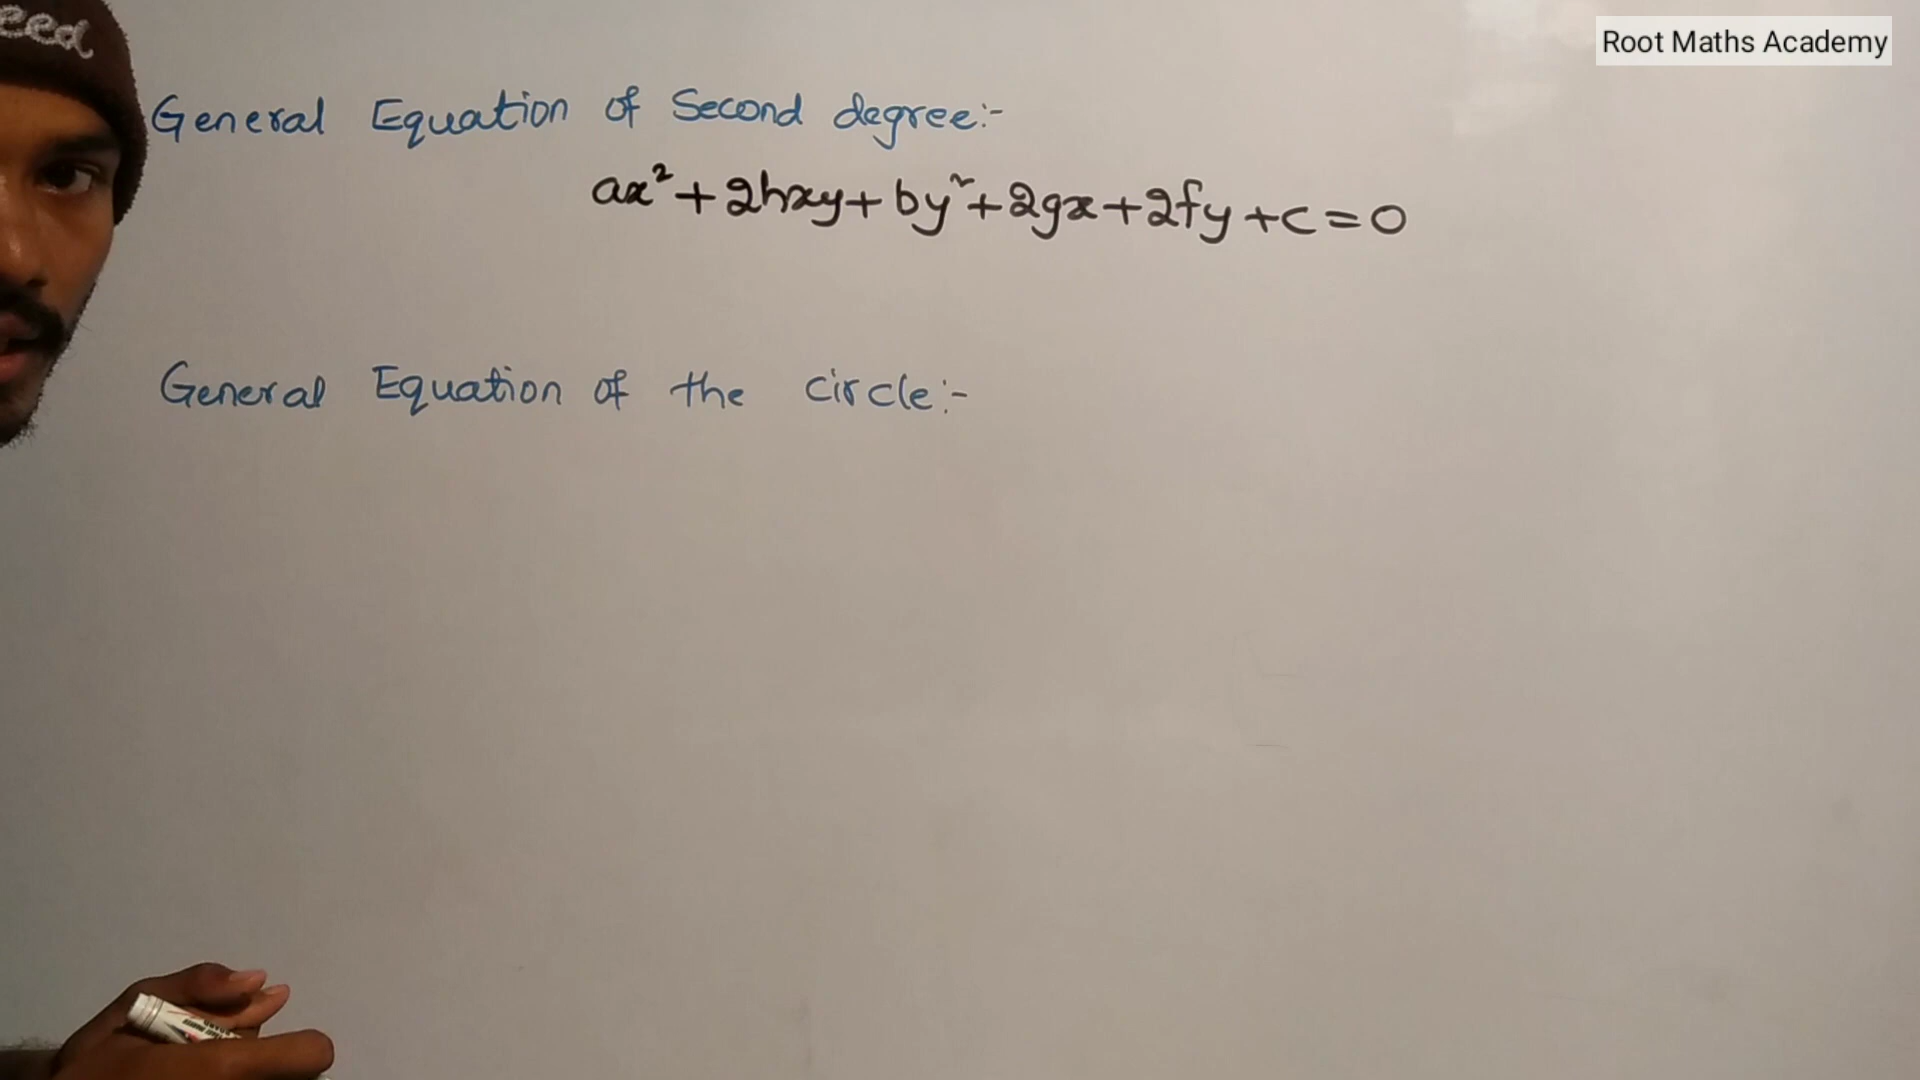 eed
Root Maths Academy
General Equation of Second degree:-
ax²+2hxy+by²+2gx+2fy+c=0
General Equation of the circle:-